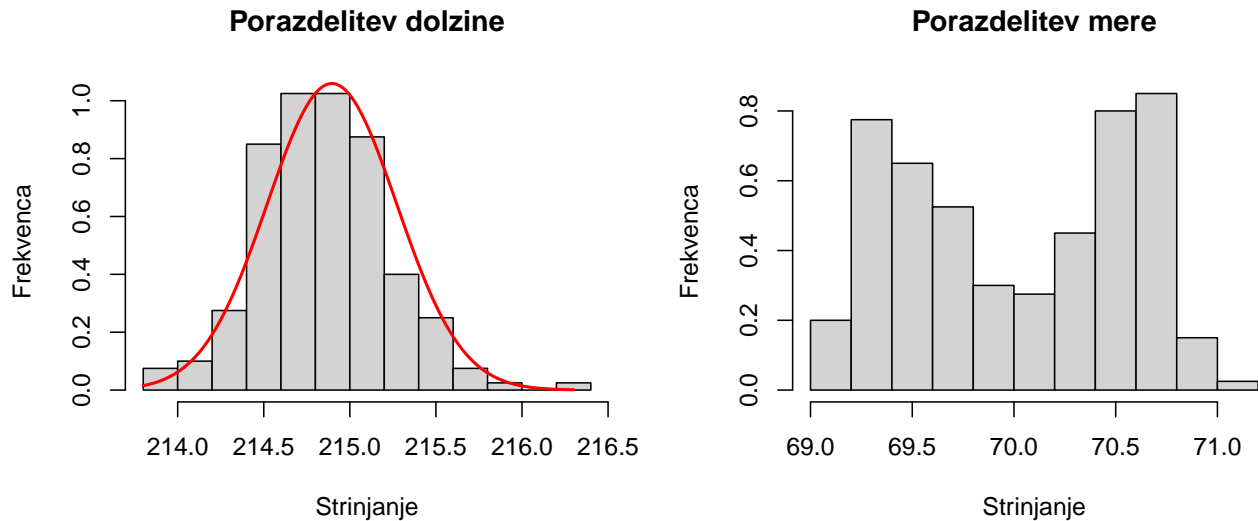 Porazdelitev dolzine
Frekvenca
1.0
0.8
0.6
0.4
0.2
0.0
214.0 214.5 215.0 215.5 216.0 216.5
Strinjanje
Porazdelitev mere
Frekvenca
0.8
0.6
0.4
0.2
0.0
69.0 69.5 70.0 70.5 71.0
Strinjanje